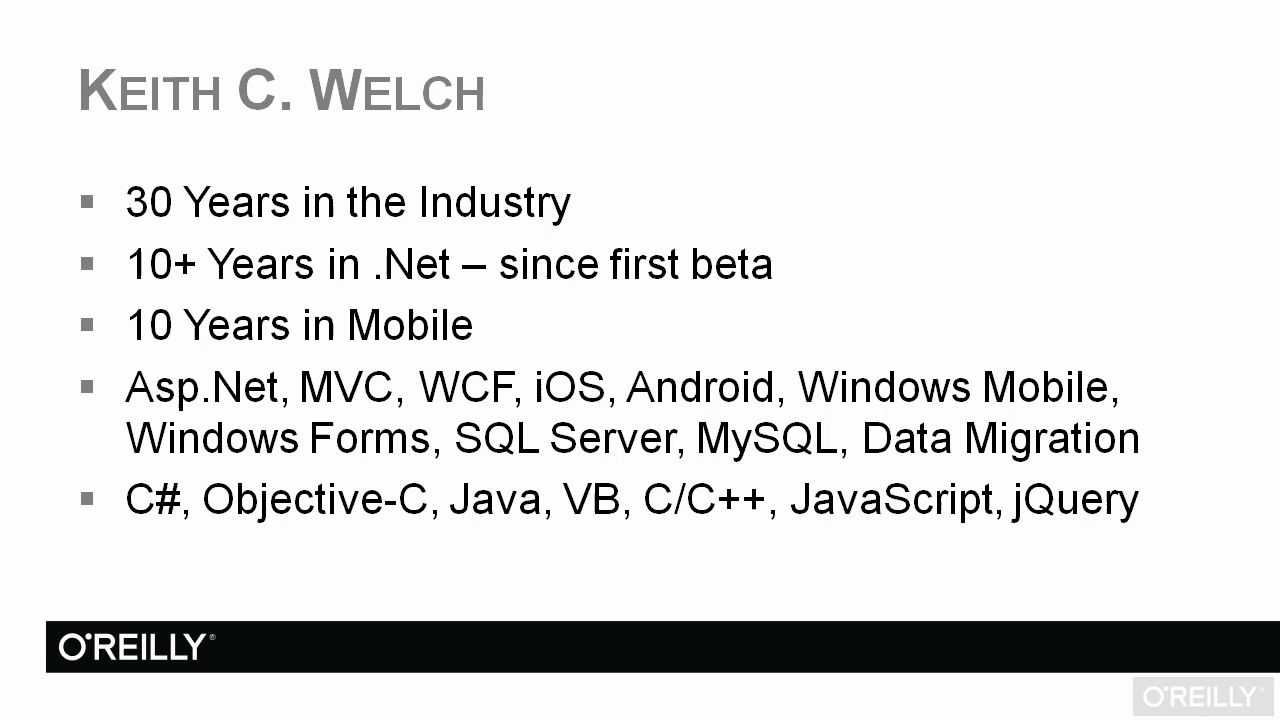 KEITH C. WELCH
▪ 30 Years in the Industry
▪ 10+ Years in .Net – since first beta
▪ 10 Years in Mobile
▪ Asp.Net, MVC, WCF, iOS, Android, Windows Mobile,
Windows Forms, SQL Server, MySQL, Data Migration
▪ C#, Objective-C, Java, VB, C/C++, JavaScript, jQuery
O'REILLY®
O'REILLY®